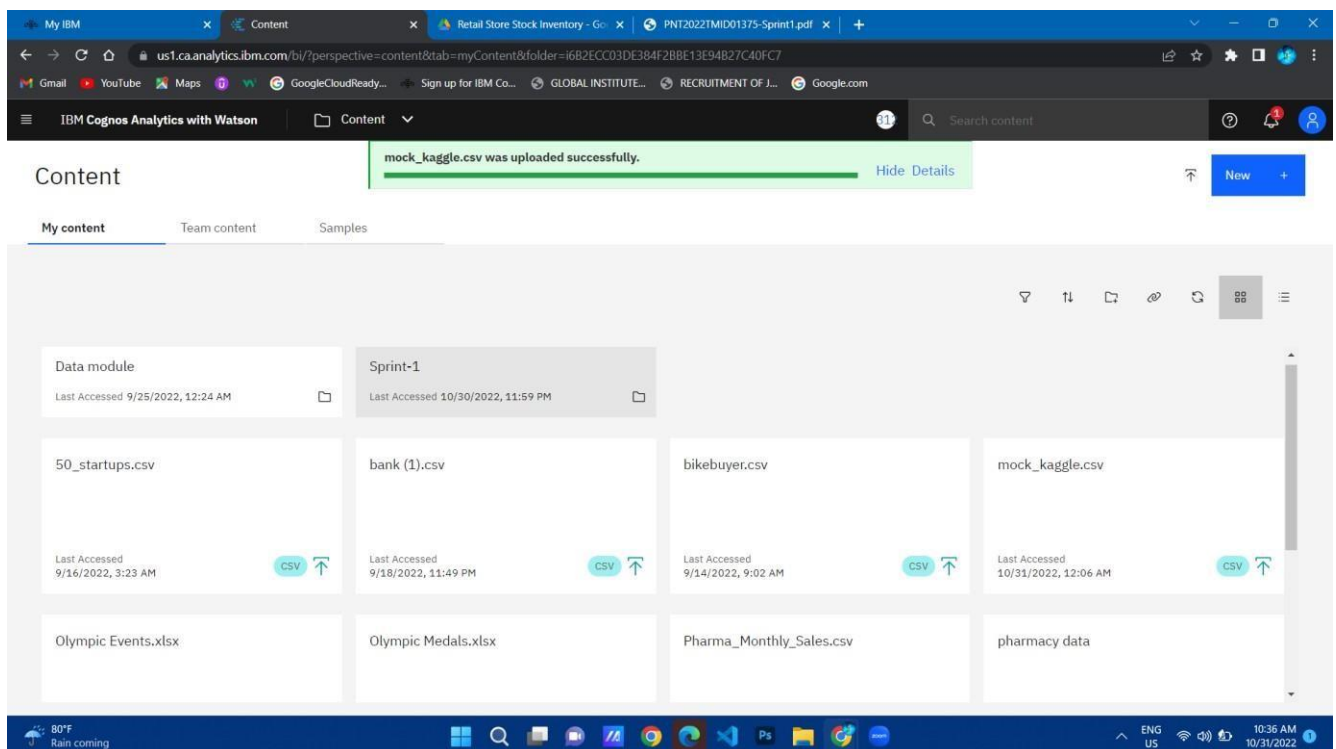 My IBM
Content
Retail Store Stock Inventory - Go
PNT2022TMID01375-Sprint1.pdf
us1.ca.analytics.ibm.com/bi/?perspective=content&tab=myContent&folder=i6B2ECC03DE384F2BBE13E94B27C40FC7
Gmail YouTube Maps GoogleCloudReady... Sign up for IBM Co... GLOBAL INSTITUTE... RECRUITMENT OF J... Google.com
IBM Cognos Analytics with Watson Content Search content 1
mock_kaggle.csv was uploaded successfully.
Hide Details
Content
New +
My content Team content Samples
Data module
Last Accessed 9/25/2022, 12:24 AM
Sprint-1
Last Accessed 10/30/2022, 11:59 PM
50_startups.csv
Last Accessed
9/16/2022, 3:23 AM
CSV
bank (1).csv
Last Accessed
9/18/2022, 11:49 PM
CSV
bikebuyer.csv
Last Accessed
9/14/2022, 9:02 AM
CSV
mock_kaggle.csv
Last Accessed
10/31/2022, 12:06 AM
CSV
Olympic Events.xlsx
Olympic Medals.xlsx
Pharma_Monthly_Sales.csv
pharmacy data
80°F
Rain coming
Ps
zoom
ENG
US
10:36 AM
10/31/2022
1